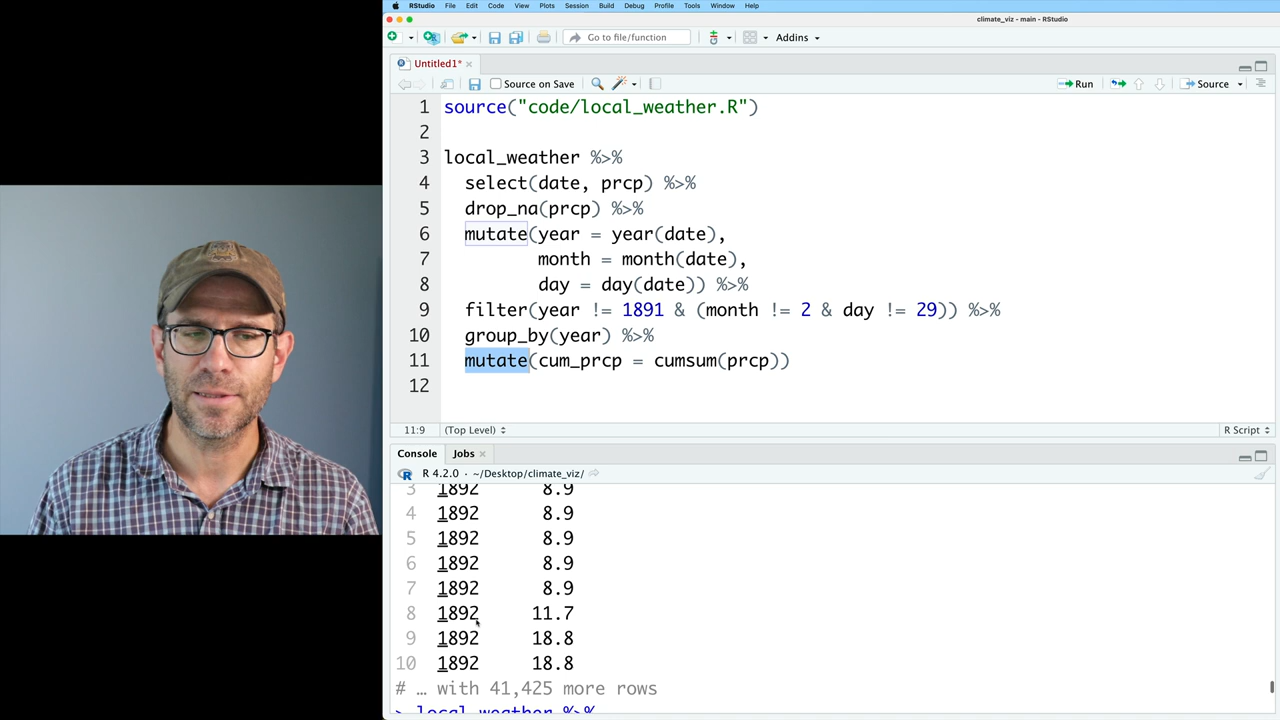 RStudio File Edit Code View Plots Session Build Debug Profile Tools Window Help
climate_viz - main - RStudio
Go to file/function Addins
Untitled1*
Source on Save Run Source
1 source("code/local_weather.R")
2
3 local_weather %>%
4 select(date, prcp) %>%
5 drop_na(prcp) %>%
6 mutate(year = year(date),
7 month = month(date),
8 day = day(date)) %>%
9 filter(year != 1891 & (month != 2 & day != 29)) %>%
10 group_by(year) %>%
11 mutate(cum_prcp = cumsum(prcp))
12
11:9 (Top Level) R Script
Console Jobs
R 4.2.0 · ~/Desktop/climate_viz/
3 1892 8.9
4 1892 8.9
5 1892 8.9
6 1892 8.9
7 1892 8.9
8 1892 11.7
9 1892 18.8
10 1892 18.8
# … with 41,425 more rows
> local_weather %>%